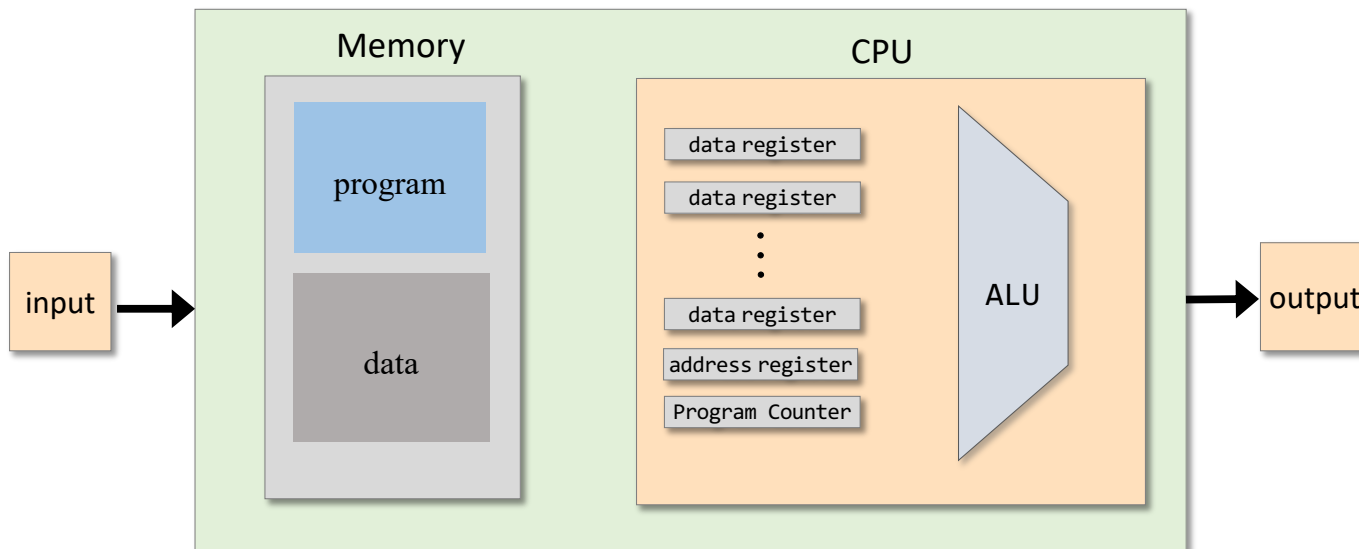 Memory
CPU
program
data
data register
data register
data register
address register
Program Counter
ALU
input
output